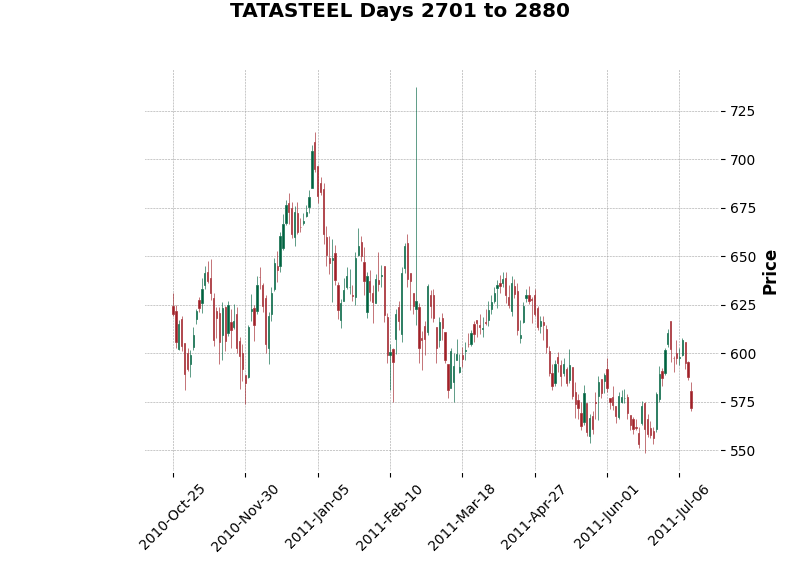 TATASTEEL Days 2701 to 2880
725
700
675
650
625
600
575
550
Price
2010-Oct-25
2010-Nov-30
2011-Jan-05
2011-Feb-10
2011-Mar-18
2011-Apr-27
2011-Jun-01
2011-Jul-06